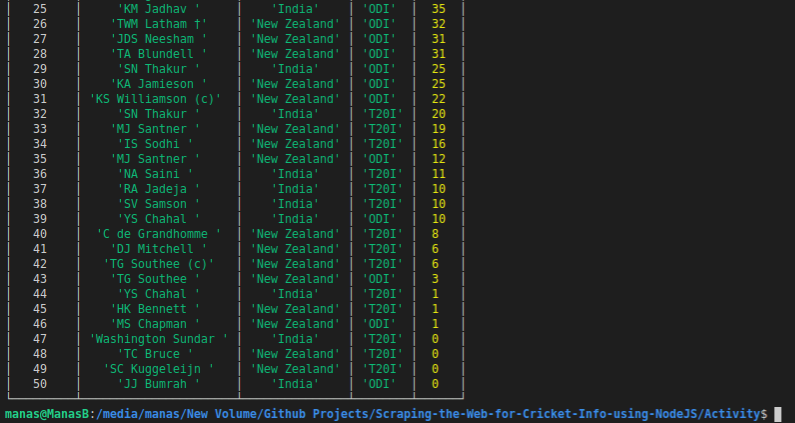 25 'KM Jadhav ' 'India' 'ODI' 35
26 'TWM Latham †' 'New Zealand' 'ODI' 32
27 'JDS Neesham ' 'New Zealand' 'ODI' 31
28 'TA Blundell ' 'New Zealand' 'ODI' 31
29 'SN Thakur ' 'India' 'ODI' 25
30 'KA Jamieson ' 'New Zealand' 'ODI' 25
31 'KS Williamson (c)' 'New Zealand' 'ODI' 22
32 'SN Thakur ' 'India' 'T20I' 20
33 'MJ Santner ' 'New Zealand' 'T20I' 19
34 'IS Sodhi ' 'New Zealand' 'T20I' 16
35 'MJ Santner ' 'New Zealand' 'ODI' 12
36 'NA Saini ' 'India' 'T20I' 11
37 'RA Jadeja ' 'India' 'T20I' 10
38 'SV Samson ' 'India' 'T20I' 10
39 'YS Chahal ' 'India' 'ODI' 10
40 'C de Grandhomme ' 'New Zealand' 'T20I' 8
41 'DJ Mitchell ' 'New Zealand' 'T20I' 6
42 'TG Southee (c)' 'New Zealand' 'T20I' 6
43 'TG Southee ' 'New Zealand' 'ODI' 3
44 'YS Chahal ' 'India' 'T20I' 1
45 'HK Bennett ' 'New Zealand' 'T20I' 1
46 'MS Chapman ' 'New Zealand' 'ODI' 1
47 'Washington Sundar ' 'India' 'T20I' 0
48 'TC Bruce ' 'New Zealand' 'T20I' 0
49 'SC Kuggeleijn ' 'New Zealand' 'T20I' 0
50 'JJ Bumrah ' 'India' 'ODI' 0
manas@ManasB:/media/manas/New Volume/Github Projects/Scraping-the-Web-for-Cricket-Info-using-NodeJS/Activity$